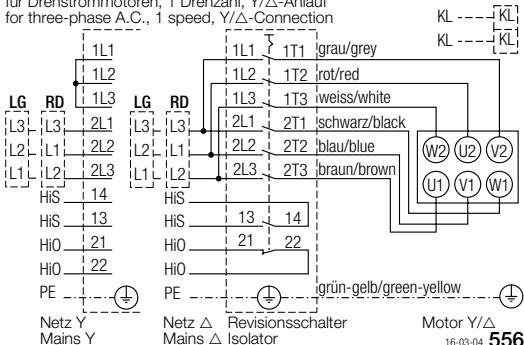 für Drehstrommotoren, 1 Drehzahl, Y/△-Anlauf
for three-phase A.C., 1 speed, Y/△-Connection
KL KL
KL KL
1L1 1L1 1T1 grau/grey
1L2 1L2 1T2 rot/red
LG RD 1L3 LG RD 1L3 1T3 weiss/white
L3 L3 2L1 L3 L3 2L1 2T1 schwarz/black
L2 L1 2L2 L2 L1 2L2 2T2 blau/blue
L1 L2 2L3 L1 L2 2L3 2T3 braun/brown
W2 U2 V2
U1 V1 W1
HiS 14 HiS
HiS 13 HiS 13 14
HiO 21 HiO 21 22
HiO 22 HiO
PE PE grün-gelb/green-yellow
Netz Y Netz △ Revisionsschalter Motor Y/△
Mains Y Mains △ Isolator 16-03-04 556